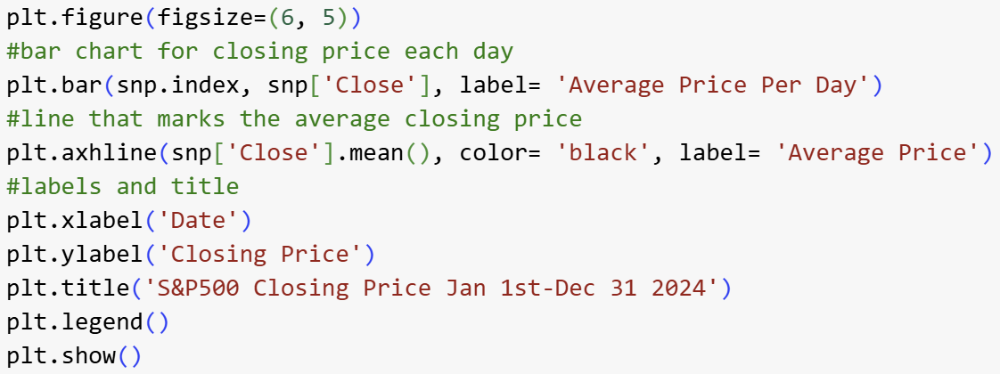 plt.figure(figsize=(6, 5))
#bar chart for closing price each day
plt.bar(snp.index, snp['Close'], label= 'Average Price Per Day')
#line that marks the average closing price
plt.axhline(snp['Close'].mean(), color= 'black', label= 'Average Price')
#labels and title
plt.xlabel('Date')
plt.ylabel('Closing Price')
plt.title('S&P500 Closing Price Jan 1st-Dec 31 2024')
plt.legend()
plt.show()